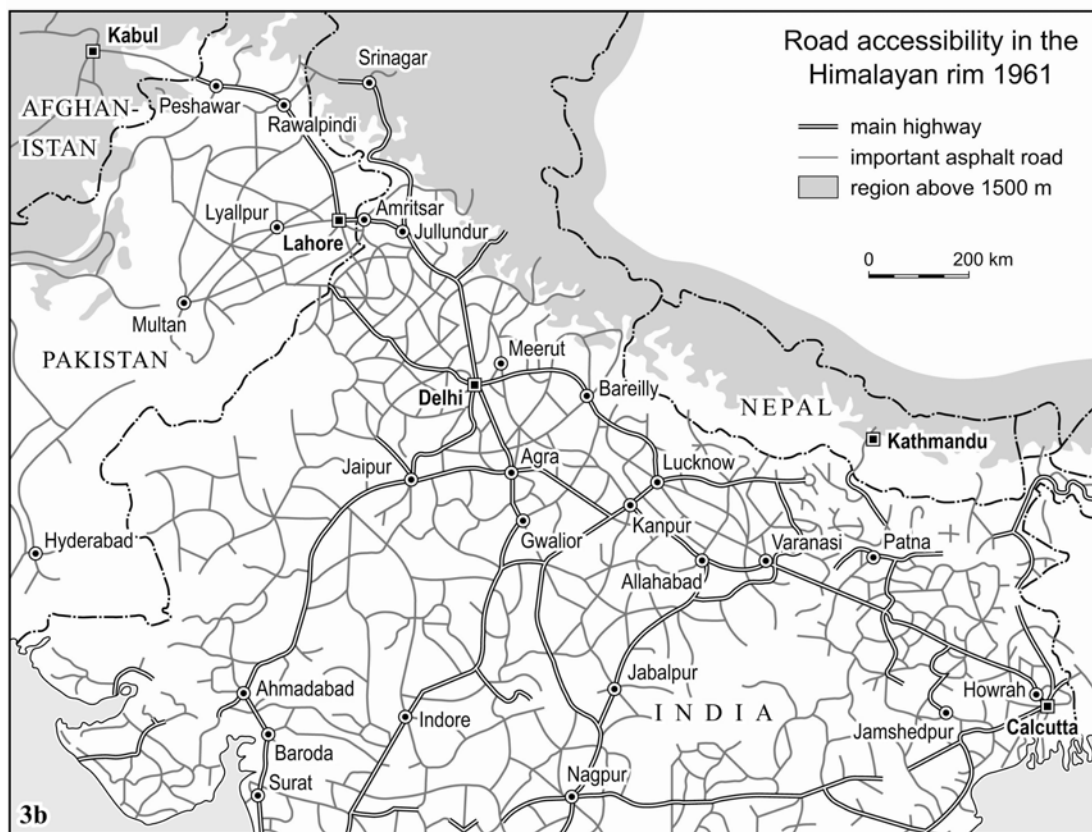 Road accessibility in the
Himalayan rim 1961
main highway
important asphalt road
region above 1500 m
0 200 km
Kabul
Srinagar
Peshawar
AFGHAN-
ISTAN
Rawalpindi
Lyallpur
Amritsar
Lahore
Jullundur
Multan
PAKISTAN
Meerut
Delhi
Bareilly
NEPAL
Kathmandu
Jaipur
Agra
Lucknow
Kanpur
Gwalior
Hyderabad
Varanasi
Patna
Allahabad
Ahmadabad
Jabalpur
Howrah
INDIA
Indore
Jamshedpur
Calcutta
Baroda
Surat
Nagpur
3b